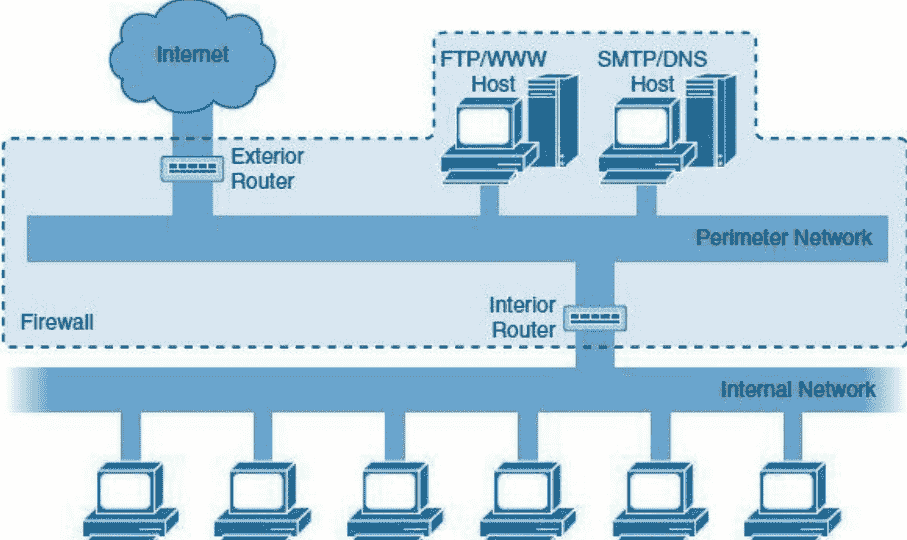 Internet
FTP/WWW
Host
SMTP/DNS
Host
Exterior
Router
Perimeter Network
Interior
Router
Firewall
Internal Network